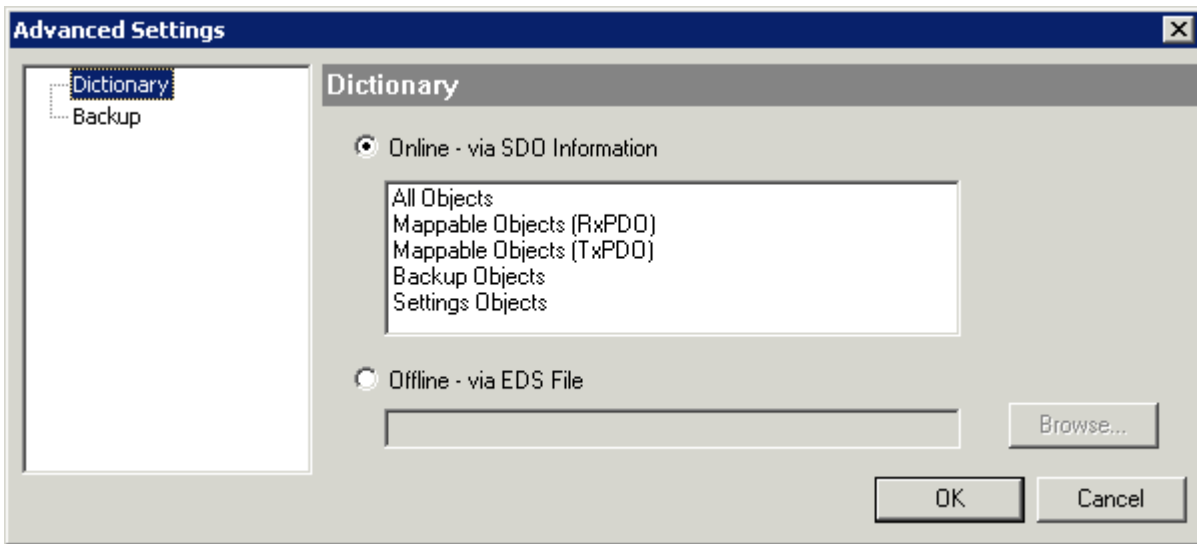 Advanced Settings
Dictionary
Backup
Dictionary
Online - via SDO Information
All Objects
Mappable Objects (RxPDO)
Mappable Objects (TxPDO)
Backup Objects
Settings Objects
Offline - via EDS File
Browse...
OK
Cancel